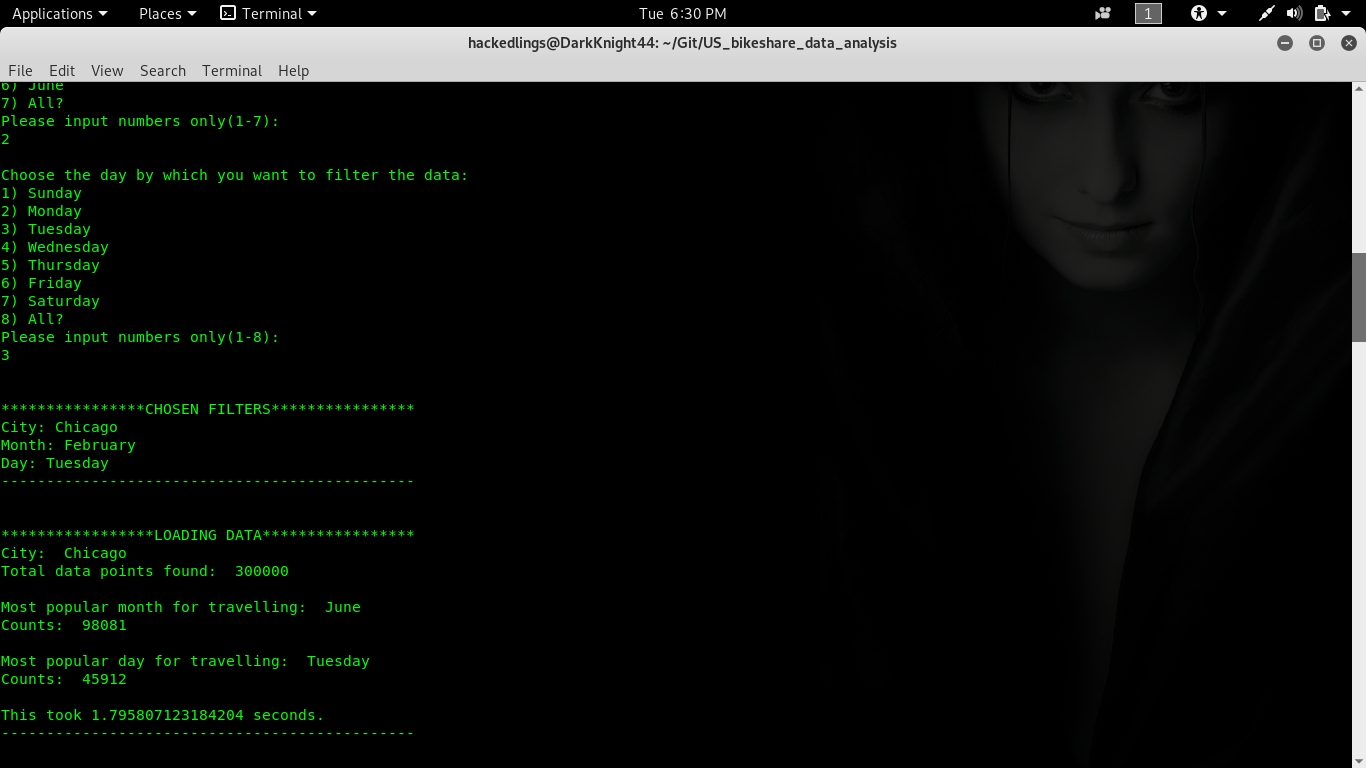 Applications Places Terminal Tue 6:30 PM 1
hackedlings@DarkKnight44: ~/Git/US_bikeshare_data_analysis
File Edit View Search Terminal Help
6) June
7) All?
Please input numbers only(1-7):
2
Choose the day by which you want to filter the data:
1) Sunday
2) Monday
3) Tuesday
4) Wednesday
5) Thursday
6) Friday
7) Saturday
8) All?
Please input numbers only(1-8):
3
****************CHOSEN FILTERS****************
City: Chicago
Month: February
Day: Tuesday
----------------------------------------------
*****************LOADING DATA*****************
City:  Chicago
Total data points found:  300000
Most popular month for travelling:  June
Counts:  98081
Most popular day for travelling:  Tuesday
Counts:  45912
This took 1.795807123184204 seconds.
----------------------------------------------